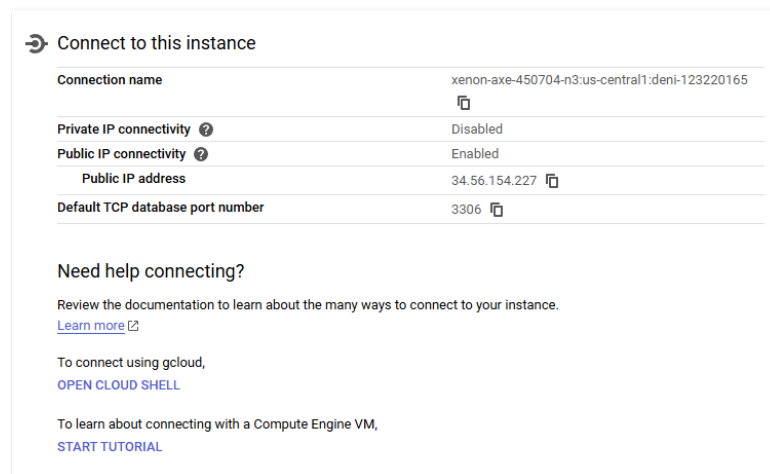 Connect to this instance
Connection name xenon-axe-450704-n3:us-central1:deni-123220165
Private IP connectivity Disabled
Public IP connectivity Enabled
Public IP address 34.56.154.227
Default TCP database port number 3306
Need help connecting?
Review the documentation to learn about the many ways to connect to your instance.
Learn more
To connect using gcloud,
OPEN CLOUD SHELL
To learn about connecting with a Compute Engine VM,
START TUTORIAL